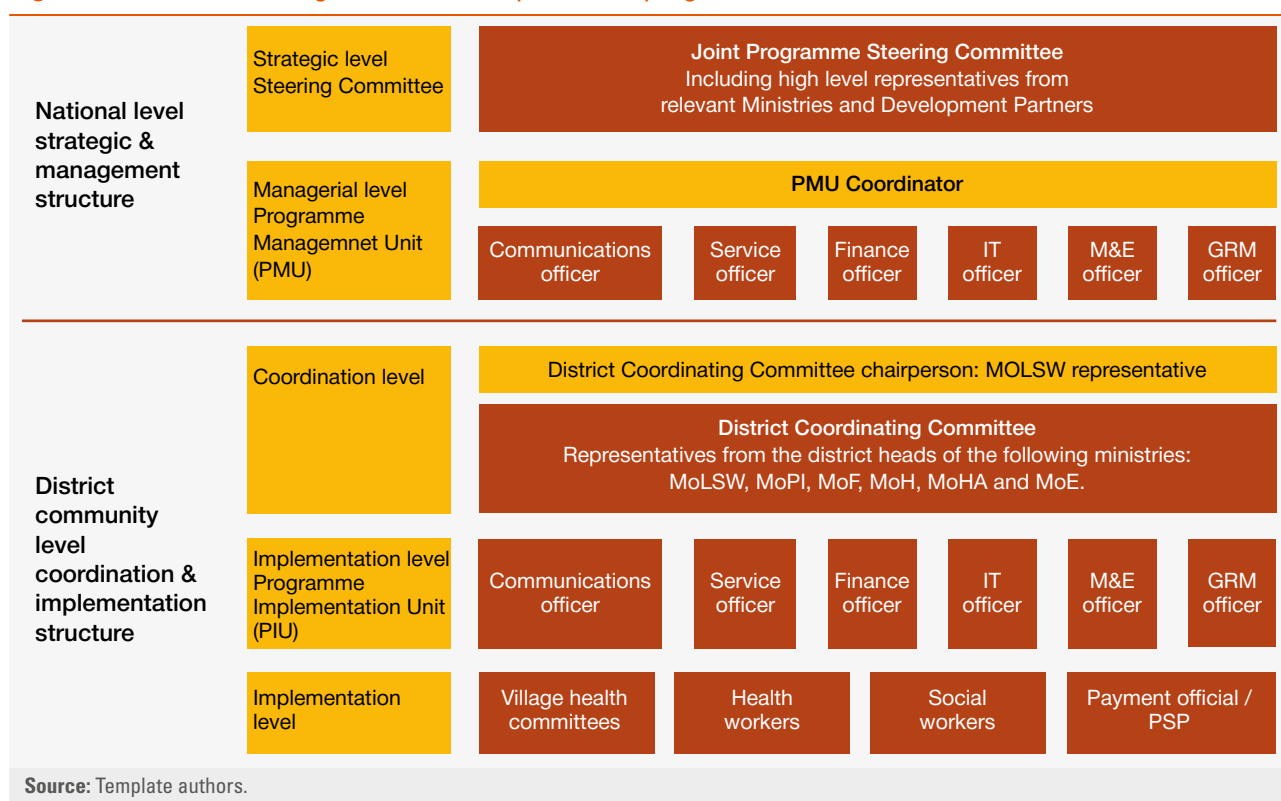 National level
strategic &
management
structure
Strategic level
Steering Committee
Joint Programme Steering Committee
Including high level representatives from
relevant Ministries and Development Partners
Managerial level
Programme
Managemnet Unit
(PMU)
PMU Coordinator
Communications
officer
Service
officer
Finance
officer
IT
officer
M&E
officer
GRM
officer
District
community
level
coordination &
implementation
structure
Coordination level
District Coordinating Committee chairperson: MOLSW representative
District Coordinating Committee
Representatives from the district heads of the following ministries:
MoLSW, MoPI, MoF, MoH, MoHA and MoE.
Implementation level
Programme
Implementation Unit
(PIU)
Communications
officer
Service
officer
Finance
officer
IT
officer
M&E
officer
GRM
officer
Implementation
level
Village health
committees
Health
workers
Social
workers
Payment official /
PSP
Source: Template authors.